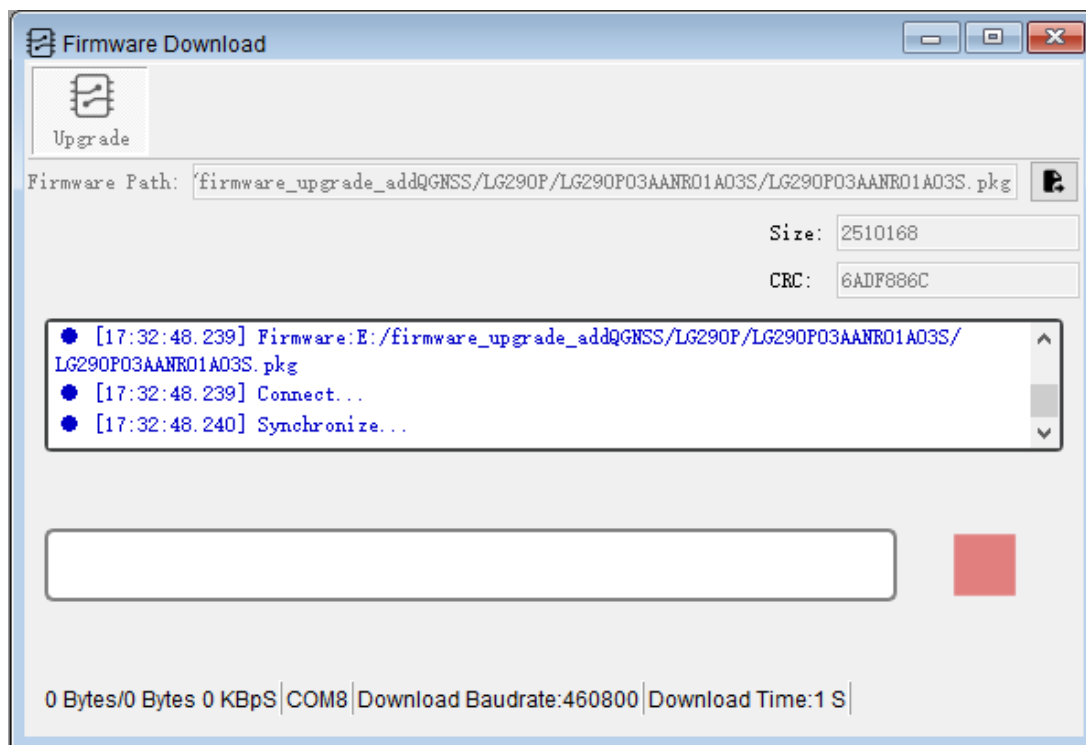 Firmware Download
Upgrade
Firmware Path: /firmware_upgrade_addQGNSS/LG290P/LG290P03AANR01A03S/LG290P03AANR01A03S.pkg
Size: 2510168
CRC: 6ADF886C
[17:32:48.239] Firmware:E:/firmware_upgrade_addQGNSS/LG290P/LG290P03AANR01A03S/
LG290P03AANR01A03S.pkg
[17:32:48.239] Connect...
[17:32:48.240] Synchronize...
0 Bytes/0 Bytes 0 KBpS COM8 Download Baudrate:460800 Download Time:1 S